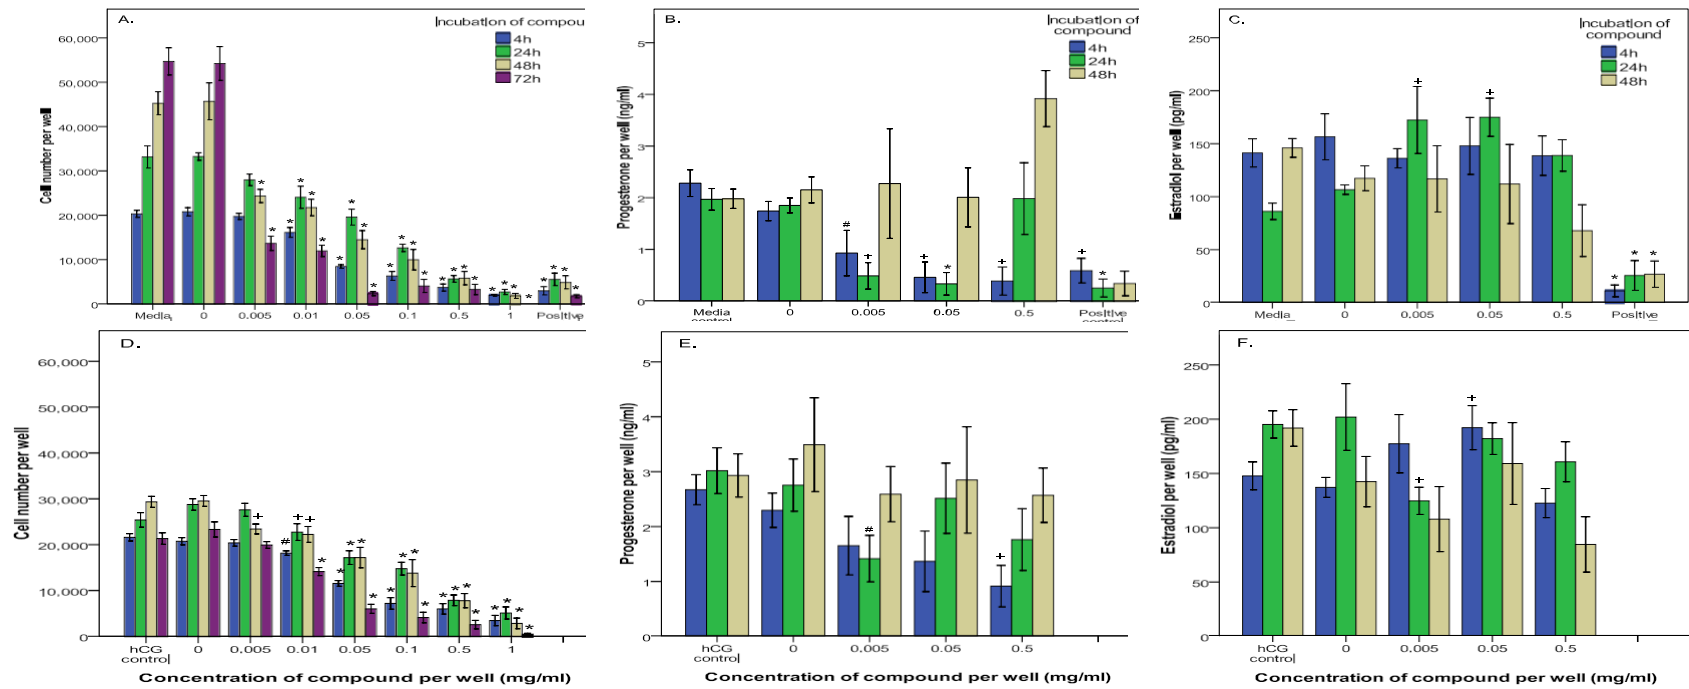 A.
Incubation of compou
4h
24h
48h
72h
60,000
50,000
40,000
30,000
20,000
10,000
0
Cell number per well
Media
0
0.005
0.01
0.05
0.1
0.5
1
Positive
B.
Incubation of
compound
4h
24h
48h
5
4
3
2
1
0
Progesterone per well (ng/ml)
Media
control
0
0.005
0.05
0.5
Positive
control
C.
Incubation of
compound
4h
24h
48h
250
200
150
100
50
0
Estradiol per well (pg/ml)
Media
0
0.005
0.05
0.5
Positive
D.
60,000
50,000
40,000
30,000
20,000
10,000
0
Cell number per well
hCG
control
0
0.005
0.01
0.05
0.1
0.5
1
Concentration of compound per well (mg/ml)
E.
5
4
3
2
1
0
Progesterone per well (ng/ml)
hCG
control
0
0.005
0.05
0.5
Concentration of compound per well (mg/ml)
F.
250
200
150
100
50
0
Estradiol per well (pg/ml)
hCG
control
0
0.005
0.05
0.5
Concentration of compound per well (mg/ml)